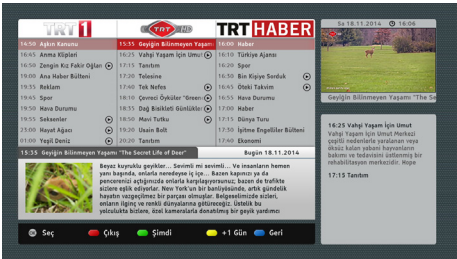 TRT 1
TRT HD
TRT HABER
Sa 18.11.2014 16:06
14:50 Aşkın Kanunu
16:45 Anma Klipleri
16:50 Zengin Kız Fakir Oğlan
19:00 Ana Haber Bülteni
19:35 Reklam
19:45 Spor
19:50 Hava Durumu
19:55 Seksenler
23:00 Hayat Ağacı
01:00 Yeşil Deniz
15:35 Geyiğin Bilinmeyen Yaşamı
16:25 Vahşi Yaşam İçin Umut
17:15 Tanıtım
17:20 Telesine
17:40 Tek Nefes
18:10 Çevreci Öyküler "Green
18:35 Dağ Bisikleti Günlükler
18:50 Mavi Tutku
19:20 Usain Bolt
20:20 Tanıtım
16:00 Haber
16:10 Türkiye Ajansı
16:20 Spor
16:30 Bin Kişiye Sorduk
16:45 Öteki Takvim
16:55 Hava Durumu
17:00 Haber
17:15 Dünya Turu
17:30 İşitme Engelliler Bülteni
17:40 Ekonomi
Geyiğin Bilinmeyen Yaşamı "The Se
15:35 Geyiğin Bilinmeyen Yaşamı "The Secret Life of Deer"
Bugün 18.11.2014
Beyaz kuyruklu geyikler... Sevimli mi sevimli... Ve insanların hemen
yanı başında, onlarla neredeyse iç içe... Bazen kapınızı ya da
pencerenizi açtığınızda onlarla karşılaşıyorsunuz; bazen de trafikte
sizlere eşlik ediyorlar. New York'un bir banliyösünde, artık gündelik
hayatın vazgeçilmez bir parçası olmuşlar. Belgeselimizde sizleri,
onların ilginç ve renkli dünyalarına götüreceğiz. Üstelik bu
yolculukta bizlere, özel kameralarla donatılmış bir geyik yardımcı
16:25 Vahşi Yaşam İçin Umut
Vahşi Yaşam İçin Umut Merkezi
çeşitli nedenlerle yaralanan veya
öksüz kalan yabani hayvanların
bakımı ve tedavisini üstlenmiş bir
rehabilitasyon merkezidir. Hope
17:15 Tanıtım
OK Seç
Çıkış
Şimdi
+1 Gün
Geri